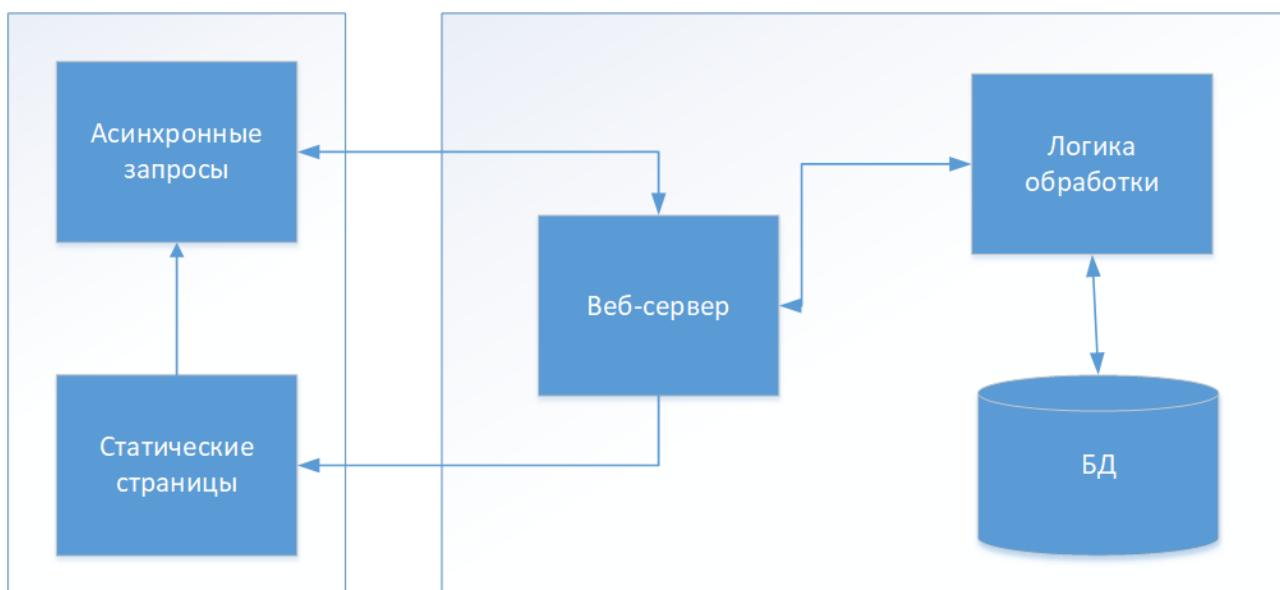 Асинхронные
запросы
Логика
обработки
Веб-сервер
Статические
страницы
БД